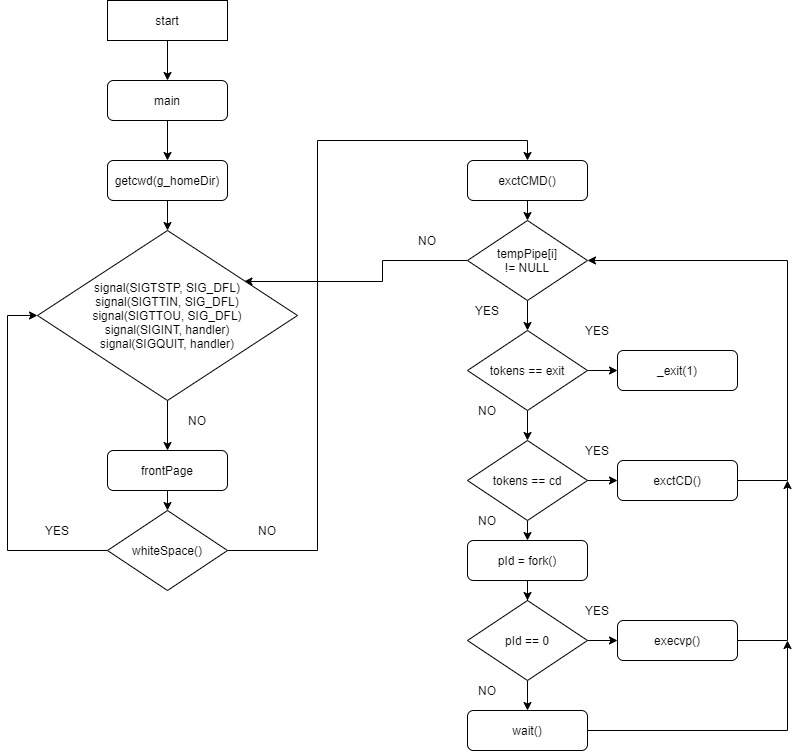 start
main
getcwd(g_homeDir)
signal(SIGTSTP, SIG_DFL)
signal(SIGTTIN, SIG_DFL)
signal(SIGTTOU, SIG_DFL)
signal(SIGINT, handler)
signal(SIGQUIT, handler)
NO
frontPage
whiteSpace()
YES
NO
exctCMD()
tempPipe[i]
!= NULL
NO
YES
tokens == exit
YES
_exit(1)
NO
tokens == cd
YES
exctCD()
NO
pId = fork()
pId == 0
YES
execvp()
NO
wait()